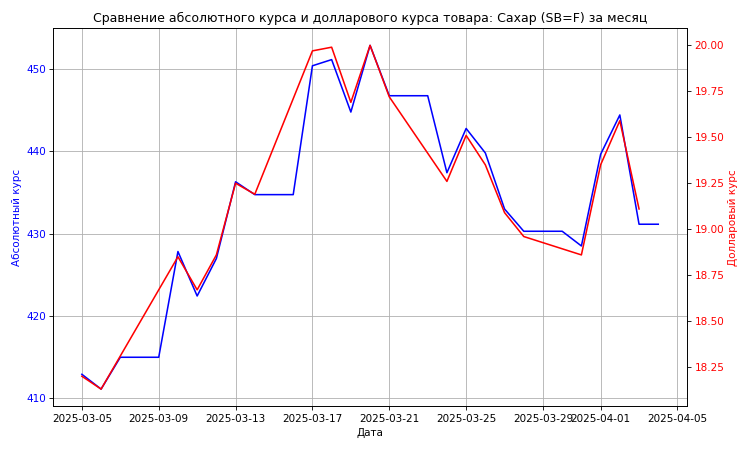 Сравнение абсолютного курса и долларового курса товара: Сахар (SB=F) за месяц
Абсолютный курс
450
440
430
420
410
20.00
19.75
19.50
19.25
19.00
18.75
18.50
18.25
Долларовый курс
2025-03-05 2025-03-09 2025-03-13 2025-03-17 2025-03-21 2025-03-25 2025-03-29 2025-04-01 2025-04-05
Дата